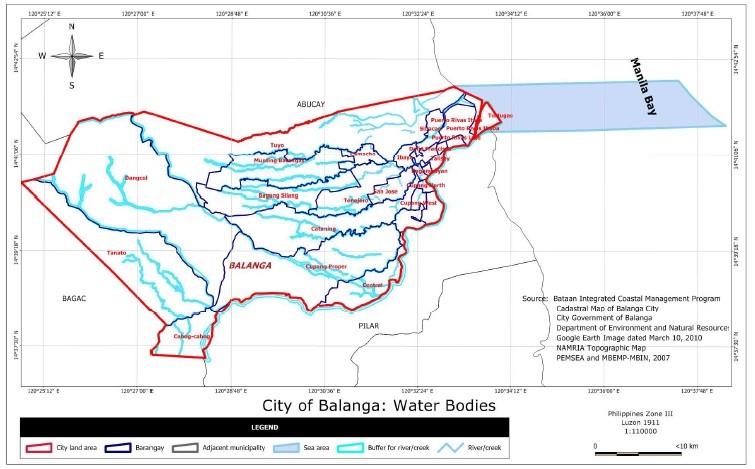 120°25'12" E 120°27'00" E 120°28'48" E 120°30'36" E 120°32'24" E 120°34'12" E 120°36'00" E 120°37'48" E
N
W E
S
Manila Bay
ABUCAY
Tortugas
Puerto Rivas Itaas
Sibacan Puerto Rivas Ibaba
Puerto Rivas Lote
Tuyo
Munting Batangas
Ibayo
Talisay
Dangcol
Cupang North
Bagong Silang
San Jose
Tenejero
Cupang West
Cataning
Tanato
BALANGA
Cupang Proper
Central
BAGAC
Cabog-cabog
PILAR
Source: Bataan Integrated Coastal Management Program
Cadastral Map of Balanga City
City Government of Balanga
Department of Environment and Natural Resource
Google Earth Image dated March 10, 2010
NAMRIA Topographic Map
PEMSEA and MBEMP-MBIN, 2007
120°25'12" E 120°27'00" E 120°28'48" E 120°30'36" E 120°32'24" E 120°34'12" E 120°36'00" E 120°37'48" E
City of Balanga: Water Bodies
LEGEND
City land area Barangay Adjacent municipality Sea area Buffer for river/creek River/creek
Philippines Zone III
Luzon 1911
1:110000
0 <10 km